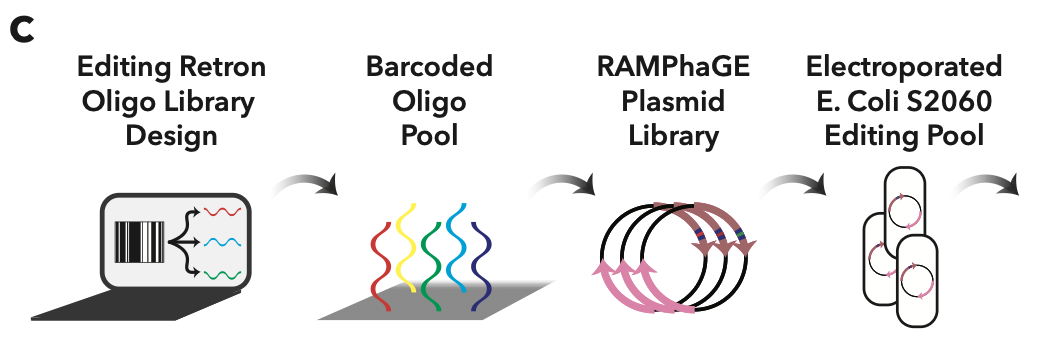 C
Editing Retron
Oligo Library
Design
Barcoded
Oligo
Pool
RAMPhaGE
Plasmid
Library
Electroporated
E. Coli S2060
Editing Pool